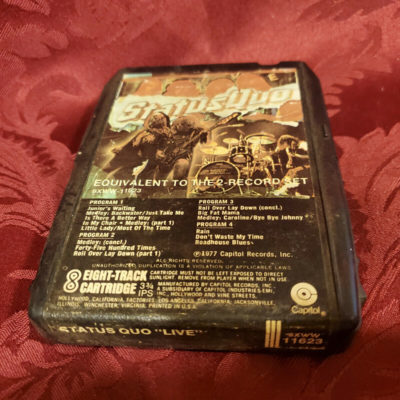 Status Quo
EQUIVALENT TO THE 2-RECORD SET
8XWW-11623
PROGRAM 1
Junior's Wailing
Medley: Backwater/Just Take Me
Is There A Better Way
In My Chair • Medley: (part 1)
Little Lady/Most Of The Time
PROGRAM 2
Medley: (concl.)
Forty-Five Hundred Times
Roll Over Lay Down (part 1)
PROGRAM 3
Roll Over Lay Down (concl.)
Big Fat Mama
Medley: Caroline/Bye Bye Johnny
PROGRAM 4
Rain
Don't Waste My Time
Roadhouse Blues
℗1977 Capitol Records, Inc.
ALL RIGHTS RESERVED.
UNAUTHORIZED DUPLICATION IS A VIOLATION OF APPLICABLE LAWS.
8 EIGHT-TRACK
CARTRIDGE 3¾ IPS
CARTRIDGE MUST NOT BE LEFT EXPOSED TO DIRECT
SUNLIGHT. REMOVE FROM PLAYER WHEN NOT IN USE.
MANUFACTURED BY CAPITOL RECORDS, INC.
A SUBSIDIARY OF CAPITOL INDUSTRIES-EMI,
INC., HOLLYWOOD AND VINE STREETS,
HOLLYWOOD, CALIFORNIA. FACTORIES: LOS ANGELES, CALIFORNIA; JACKSONVILLE,
ILLINOIS; WINCHESTER, VIRGINIA. PRINTED IN U.S.A.
Capitol
STATUS QUO "LIVE"
8XWW
11623